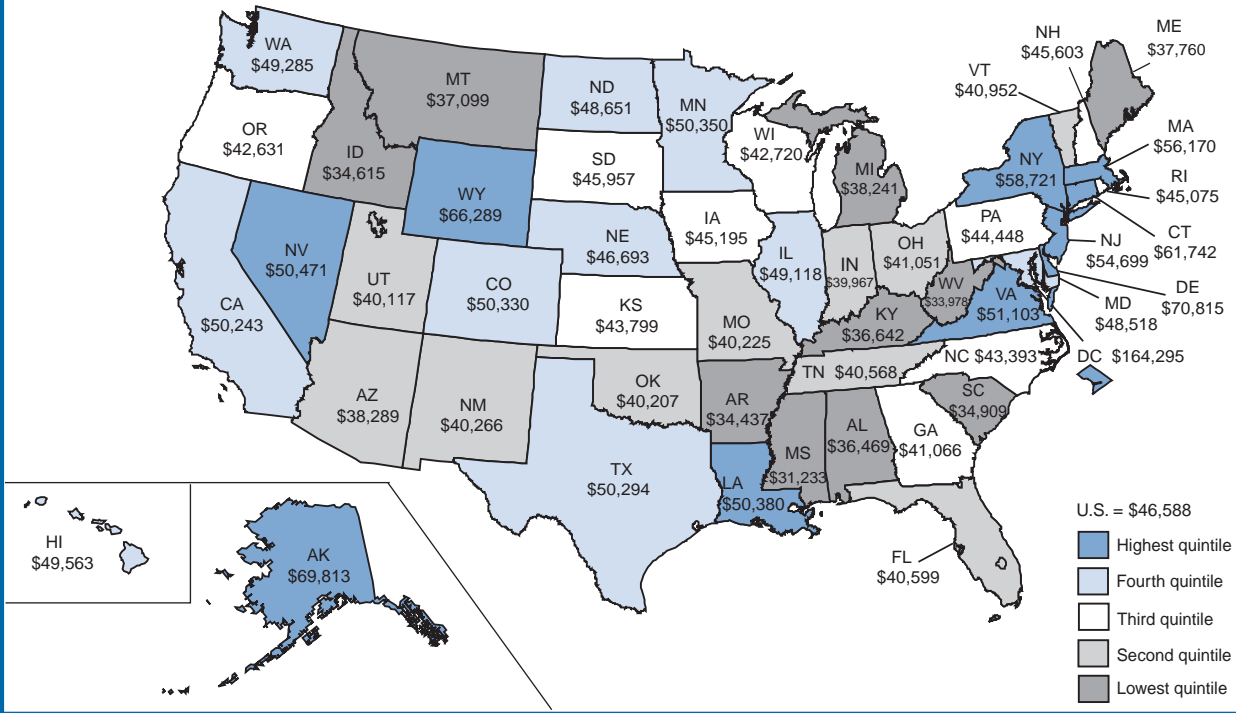 WA
$49,285
MT
$37,099
ND
$48,651
MN
$50,350
NH
$45,603
ME
$37,760
VT
$40,952
OR
$42,631
ID
$34,615
WY
$66,289
SD
$45,957
WI
$42,720
MI
$38,241
NY
$58,721
MA
$56,170
RI
$45,075
CT
$61,742
NJ
$54,699
DE
$70,815
MD
$48,518
DC $164,295
PA
$44,448
NV
$50,471
CA
$50,243
UT
$40,117
CO
$50,330
NE
$46,693
IA
$45,195
IL
$49,118
IN
$39,967
OH
$41,051
WV
$33,978
VA
$51,103
KS
$43,799
MO
$40,225
KY
$36,642
TN $40,568
NC $43,393
AZ
$38,289
NM
$40,266
OK
$40,207
AR
$34,437
SC
$34,909
MS
$31,233
AL
$36,469
GA
$41,066
TX
$50,294
LA
$50,380
FL
$40,599
HI
$49,563
AK
$69,813
U.S. = $46,588
Highest quintile
Fourth quintile
Third quintile
Second quintile
Lowest quintile